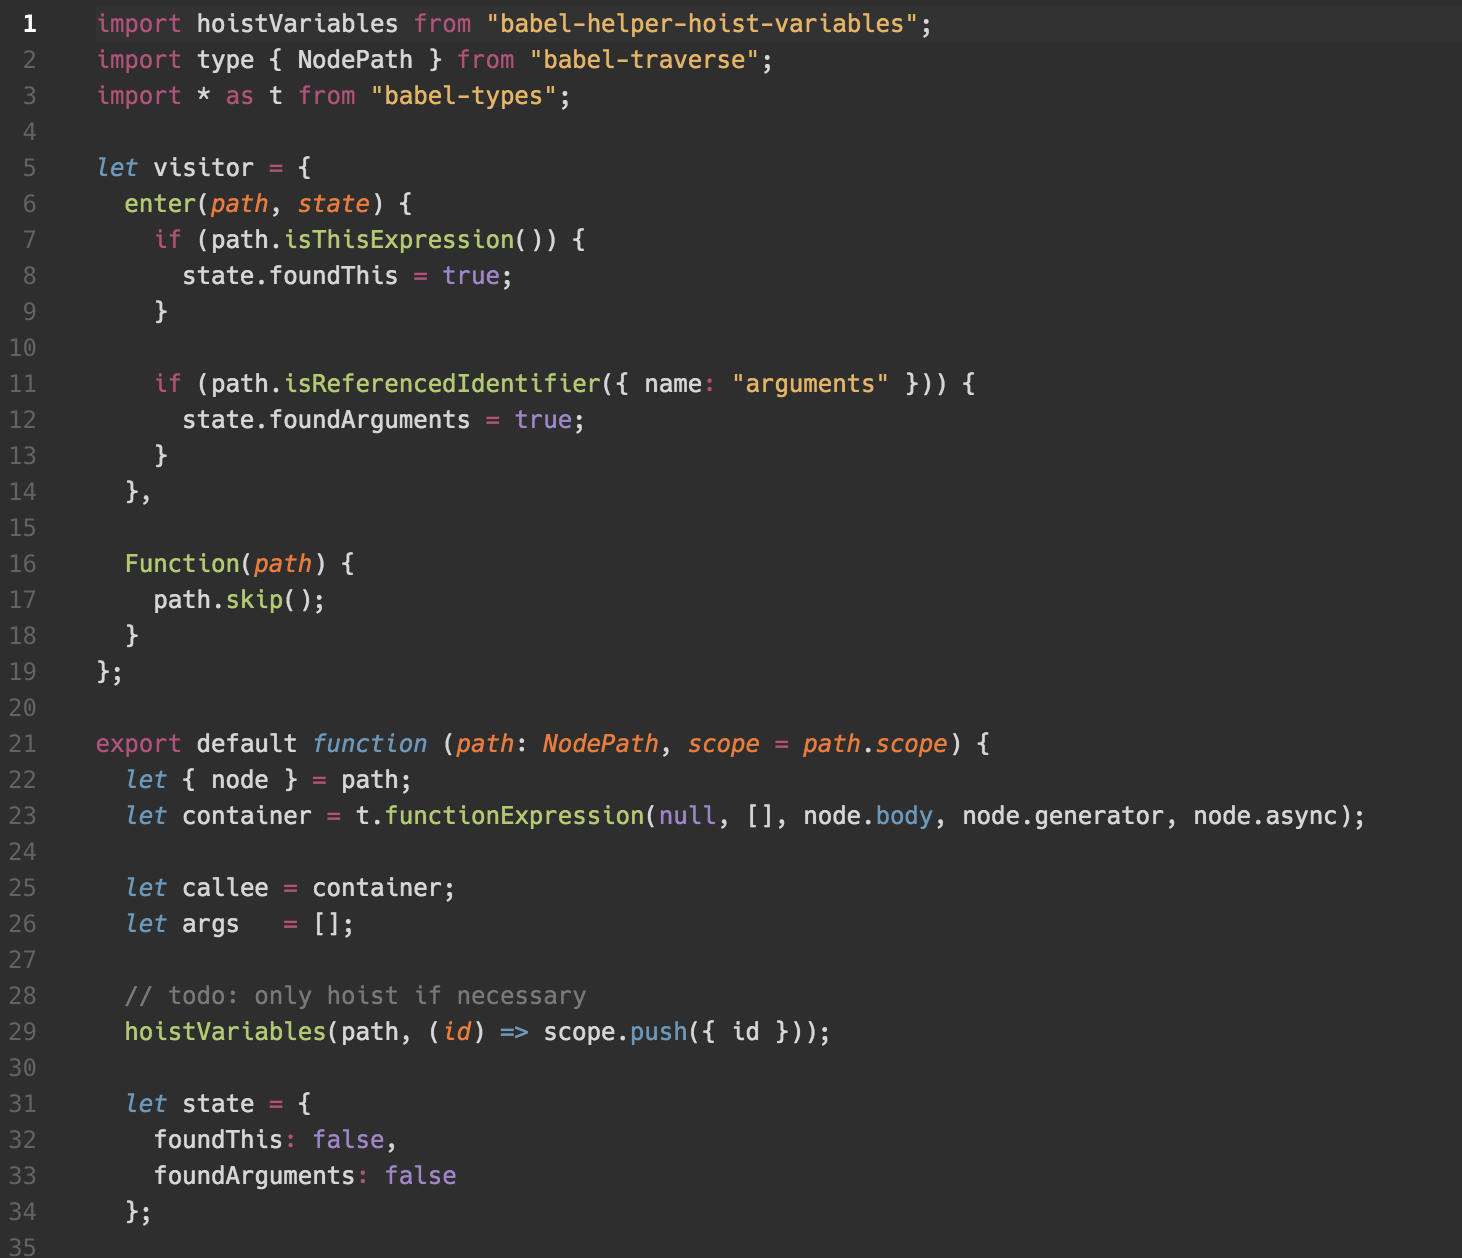 1 import hoistVariables from "babel-helper-hoist-variables";
2 import type { NodePath } from "babel-traverse";
3 import * as t from "babel-types";
4
5 let visitor = {
6   enter(path, state) {
7     if (path.isThisExpression()) {
8       state.foundThis = true;
9     }
10
11     if (path.isReferencedIdentifier({ name: "arguments" })) {
12       state.foundArguments = true;
13     }
14   },
15
16   Function(path) {
17     path.skip();
18   }
19 };
20
21 export default function (path: NodePath, scope = path.scope) {
22   let { node } = path;
23   let container = t.functionExpression(null, [], node.body, node.generator, node.async);
24
25   let callee = container;
26   let args   = [];
27
28   // todo: only hoist if necessary
29   hoistVariables(path, (id) => scope.push({ id }));
30
31   let state = {
32     foundThis: false,
33     foundArguments: false
34   };
35